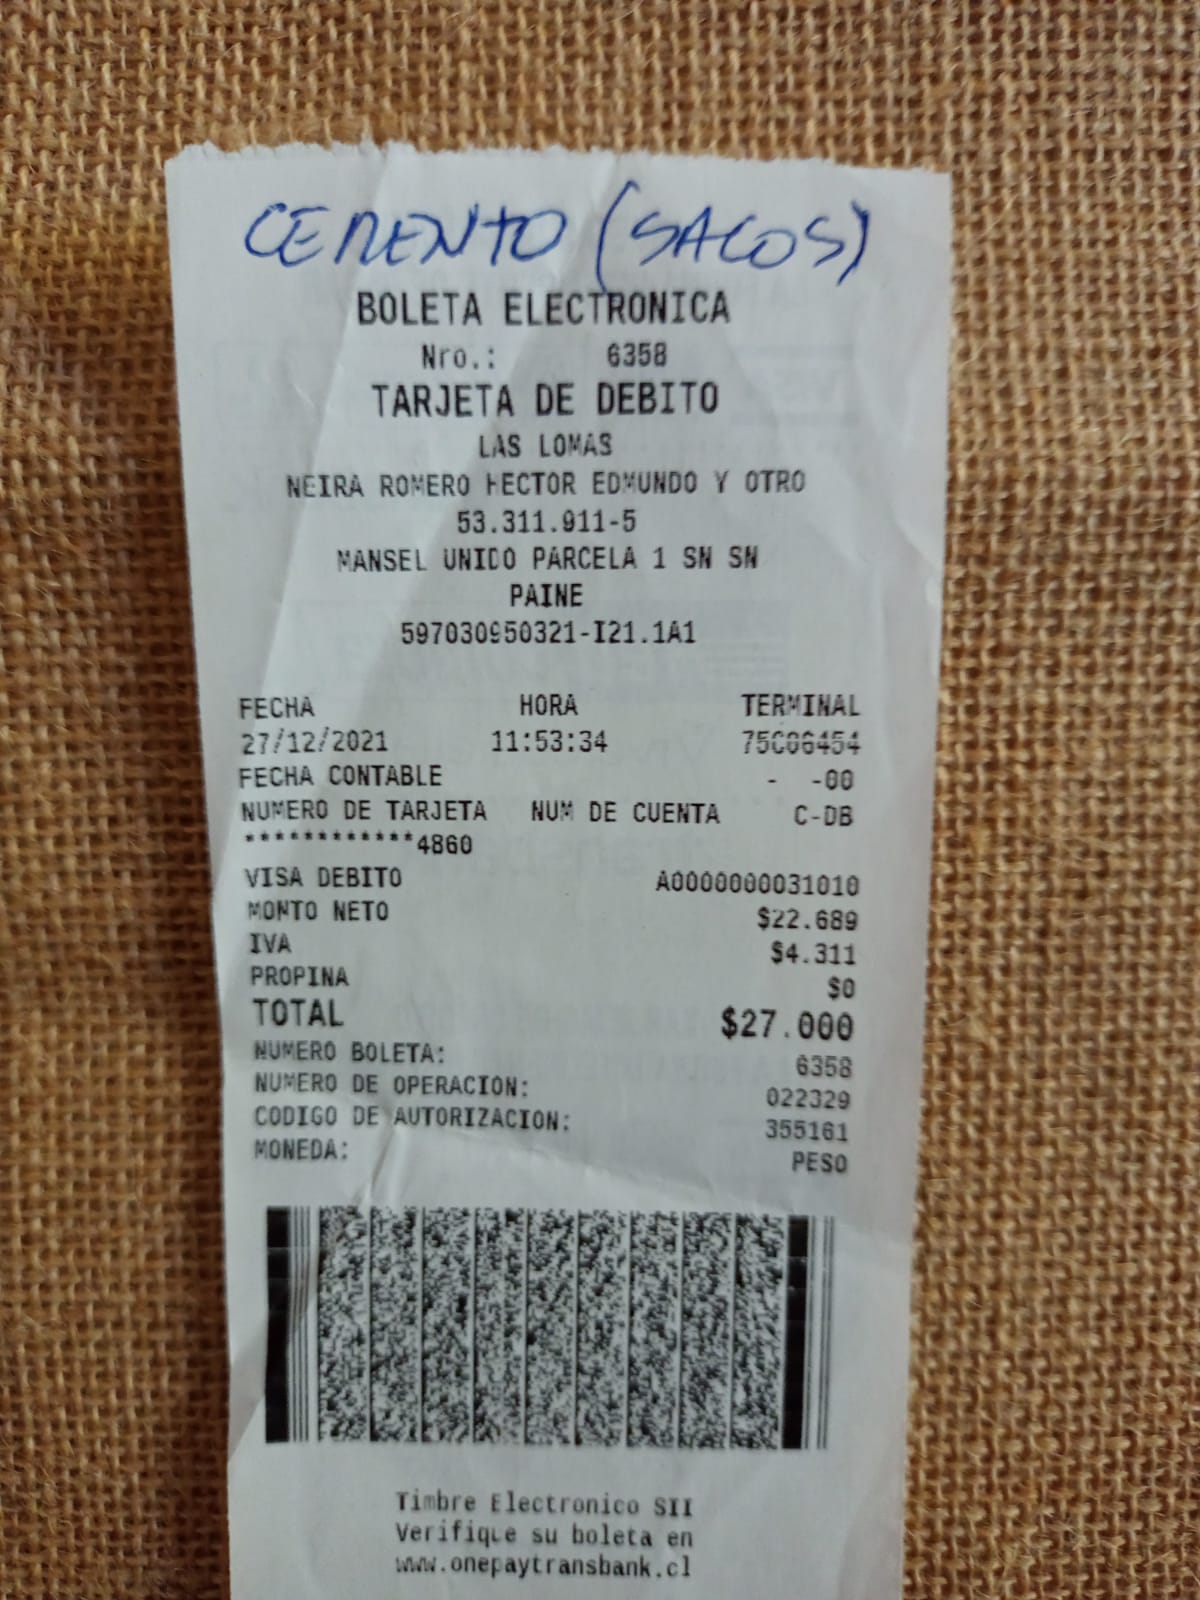 CEMENTO (SACOS)
BOLETA ELECTRONICA
Nro.: 6358
TARJETA DE DEBITO
LAS LOMAS
NEIRA ROMERO HECTOR EDMUNDO Y OTRO
53.311.911-5
MANSEL UNIDO PARCELA 1 SN SN
PAINE
597030950321-I21.1A1
FECHA HORA TERMINAL
27/12/2021 11:53:34 75C06454
FECHA CONTABLE - -00
NUMERO DE TARJETA NUM DE CUENTA C-DB
************4860
VISA DEBITO A0000000031010
MONTO NETO $22.689
IVA $4.311
PROPINA $0
TOTAL $27.000
NUMERO BOLETA: 6358
NUMERO DE OPERACION: 022329
CODIGO DE AUTORIZACION: 355161
MONEDA: PESO
Timbre Electronico SII
Verifique su boleta en
www.onepaytransbank.cl